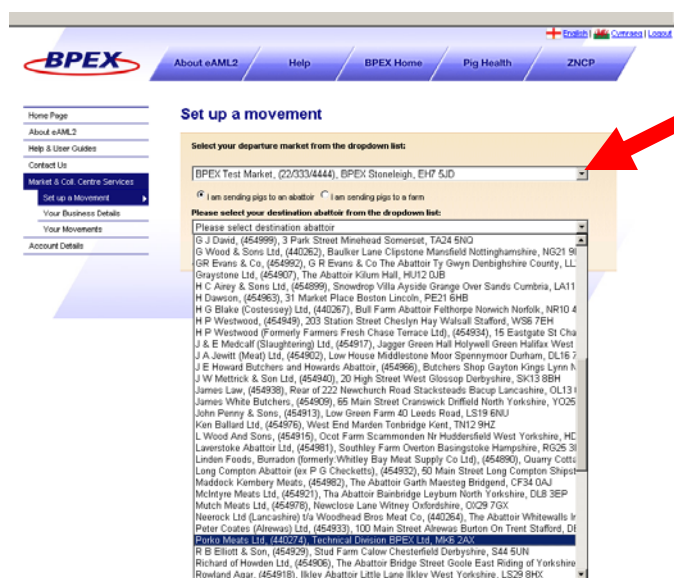 English | Cymraeg | Logout
BPEX
About eAML2 Help BPEX Home Pig Health ZNCP
Home Page
About eAML2
Help & User Guides
Contact Us
Market & Coll. Centre Services
Set up a Movement
Your Business Details
Your Movements
Account Details
Set up a movement
Select your departure market from the dropdown list:
BPEX Test Market, (22/333/4444), BPEX Stoneleigh, EH7 5JD
I am sending pigs to an abattoir I am sending pigs to a farm
Please select your destination abattoir from the dropdown list:
Please select destination abattoir
G J David, (454999), 3 Park Street Minehead Somerset, TA24 5NQ
G Wood & Sons Ltd, (440262), Baulker Lane Clipstone Mansfield Nottinghamshire, NG21 9
GR Evans & Co, (454992), G R Evans & Co The Abattoir Ty Gwyn Denbighshire County, LL
Graystone Ltd, (454907), The Abattoir Kilum Hall, HU12 0JB
H C Airey & Sons Ltd, (454899), Snowdrop Villa Ayside Grange Over Sands Cumbria, LA11
H Dawson, (454963), 31 Market Place Boston Lincoln, PE21 6HB
H G Blake (Costessey) Ltd, (440267), Bull Farm Abattoir Felthorpe Norwich Norfolk, NR10 4
H P Westwood, (454949), 203 Station Street Cheslyn Hay Walsall Stafford, WS6 7EH
H P Westwood (Formerly Farmers Fresh Chase Terrace Ltd), (454934), 15 Eastgate St Cha
J & E Medcalf (Slaughtering) Ltd, (454917), Jagger Green Hall Holywell Green Halifax West
J A Jewitt (Meat) Ltd, (454902), Low House Middlestone Moor Spennymoor Durham, DL16 7
J E Howard Butchers and Howards Abattoir, (454966), Butchers Shop Gayton Kings Lynn N
J W Mettrick & Son Ltd, (454940), 20 High Street West Glossop Derbyshire, SK13 8BH
James Law, (454938), Rear of 222 Newchurch Road Stacksteads Bacup Lancashire, OL13
James White Butchers, (454909), 65 Main Street Cranswick Driffield North Yorkshire, YO25
John Penny & Sons, (454913), Low Green Farm 40 Leeds Road, LS19 6NU
Ken Ballard Ltd, (454976), West End Marden Tonbridge Kent, TN12 9HZ
L Wood And Sons, (454915), Ocot Farm Scammonden Nr Huddersfield West Yorkshire, HD
Laverstoke Abattoir Ltd, (454981), Southley Farm Overton Basingstoke Hampshire, RG25 3
Linden Foods, Burradon (formerly Whitley Bay Meat Supply Co Ltd), (454890), Quarry Cotta
Long Compton Abattoir (ex P G Checketts), (454932), 50 Main Street Long Compton Shipst
Maddock Kembery Meats, (454982), The Abattoir Garth Maesteg Bridgend, CF34 0AJ
McIntyre Meats Ltd, (454921), Tha Abattoir Bainbridge Leyburn North Yorkshire, DL8 3EP
Mutch Meats Ltd, (454978), Newclose Lane Witney Oxfordshire, OX29 7GX
Neerock Ltd (Lancashire) t/a Woodhead Bros Meat Co, (440264), The Abattoir Whitewalls Ir
Peter Coates (Alrewas) Ltd, (454933), 100 Main Street Alrewas Burton On Trent Stafford, DE
Porko Meats Ltd, (440274), Technical Division BPEX Ltd, MK6 2AX
R B Elliott & Son, (454929), Stud Farm Calow Chesterfield Derbyshire, S44 5UN
Richard of Howden Ltd, (454906), The Abattoir Bridge Street Goole East Riding of Yorkshire
Rowland Agar, (454918), Ilkley Abattoir Little Lane Ilkley West Yorkshire, LS29 8HX